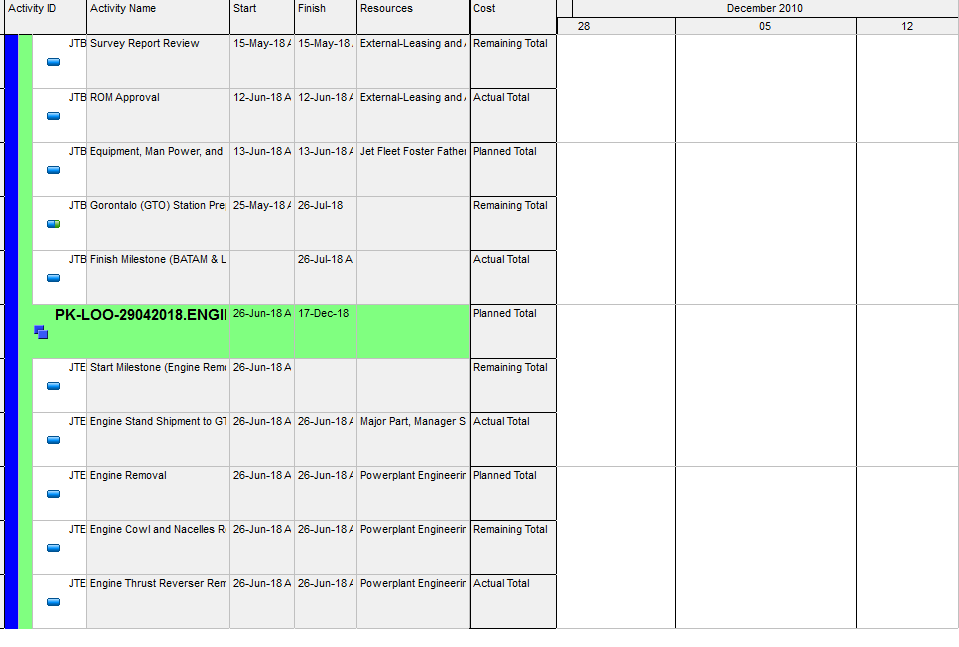 Activity ID Activity Name Start Finish Resources Cost December 2010
28 05 12
JTB Survey Report Review 15-May-18 A 15-May-18 External-Leasing and Remaining Total
JTB ROM Approval 12-Jun-18 A 12-Jun-18 A External-Leasing and Actual Total
JTB Equipment, Man Power, and 13-Jun-18 A 13-Jun-18 A Jet Fleet Foster Father Planned Total
JTB Gorontalo (GTO) Station Pre 25-May-18 A 26-Jul-18 Remaining Total
JTB Finish Milestone (BATAM & L 26-Jul-18 A Actual Total
PK-LOO-29042018.ENGI 26-Jun-18 A 17-Dec-18 Planned Total
JTE Start Milestone (Engine Rem 26-Jun-18 A Remaining Total
JTE Engine Stand Shipment to GT 26-Jun-18 A 26-Jun-18 A Major Part, Manager S Actual Total
JTE Engine Removal 26-Jun-18 A 26-Jun-18 A Powerplant Engineerin Planned Total
JTE Engine Cowl and Nacelles R 26-Jun-18 A 26-Jun-18 A Powerplant Engineerin Remaining Total
JTE Engine Thrust Reverser Rem 26-Jun-18 A 26-Jun-18 A Powerplant Engineerin Actual Total